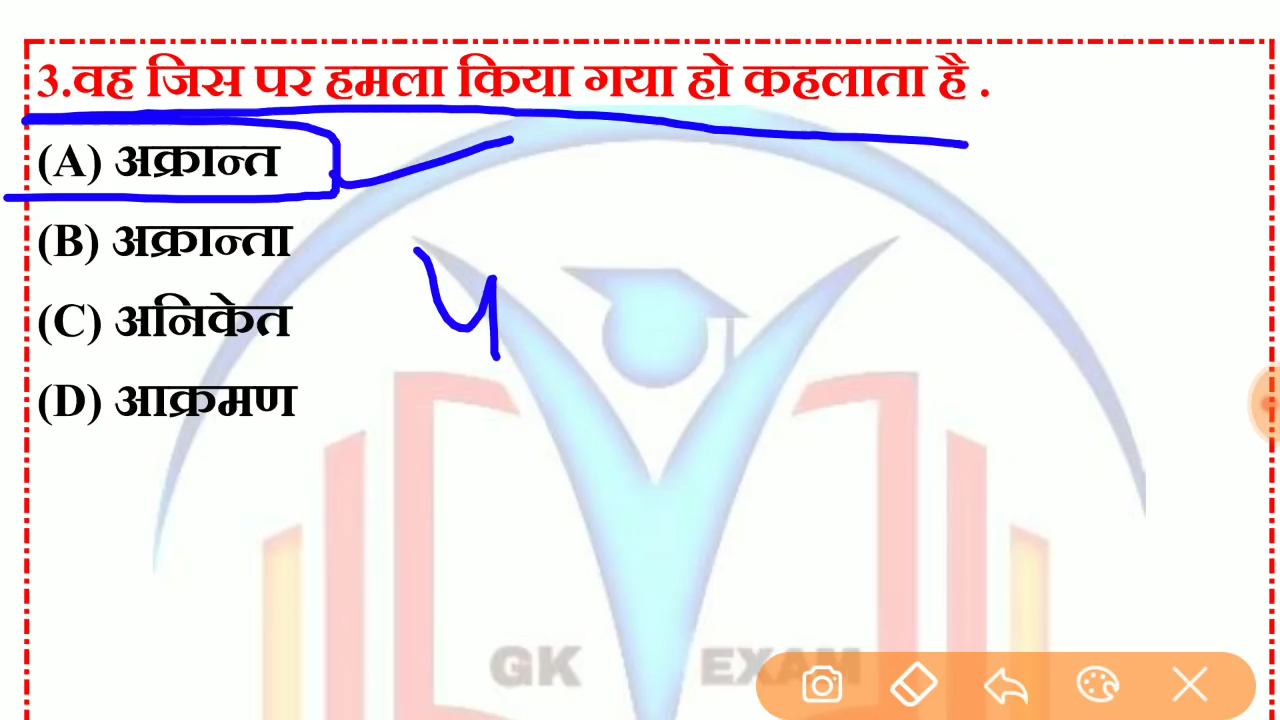 3.वह जिस पर हमला किया गया हो कहलाता है .
(A) अक्रान्त
(B) अक्रान्ता
(C) अनिकेत
(D) आक्रमण
GK EXAM